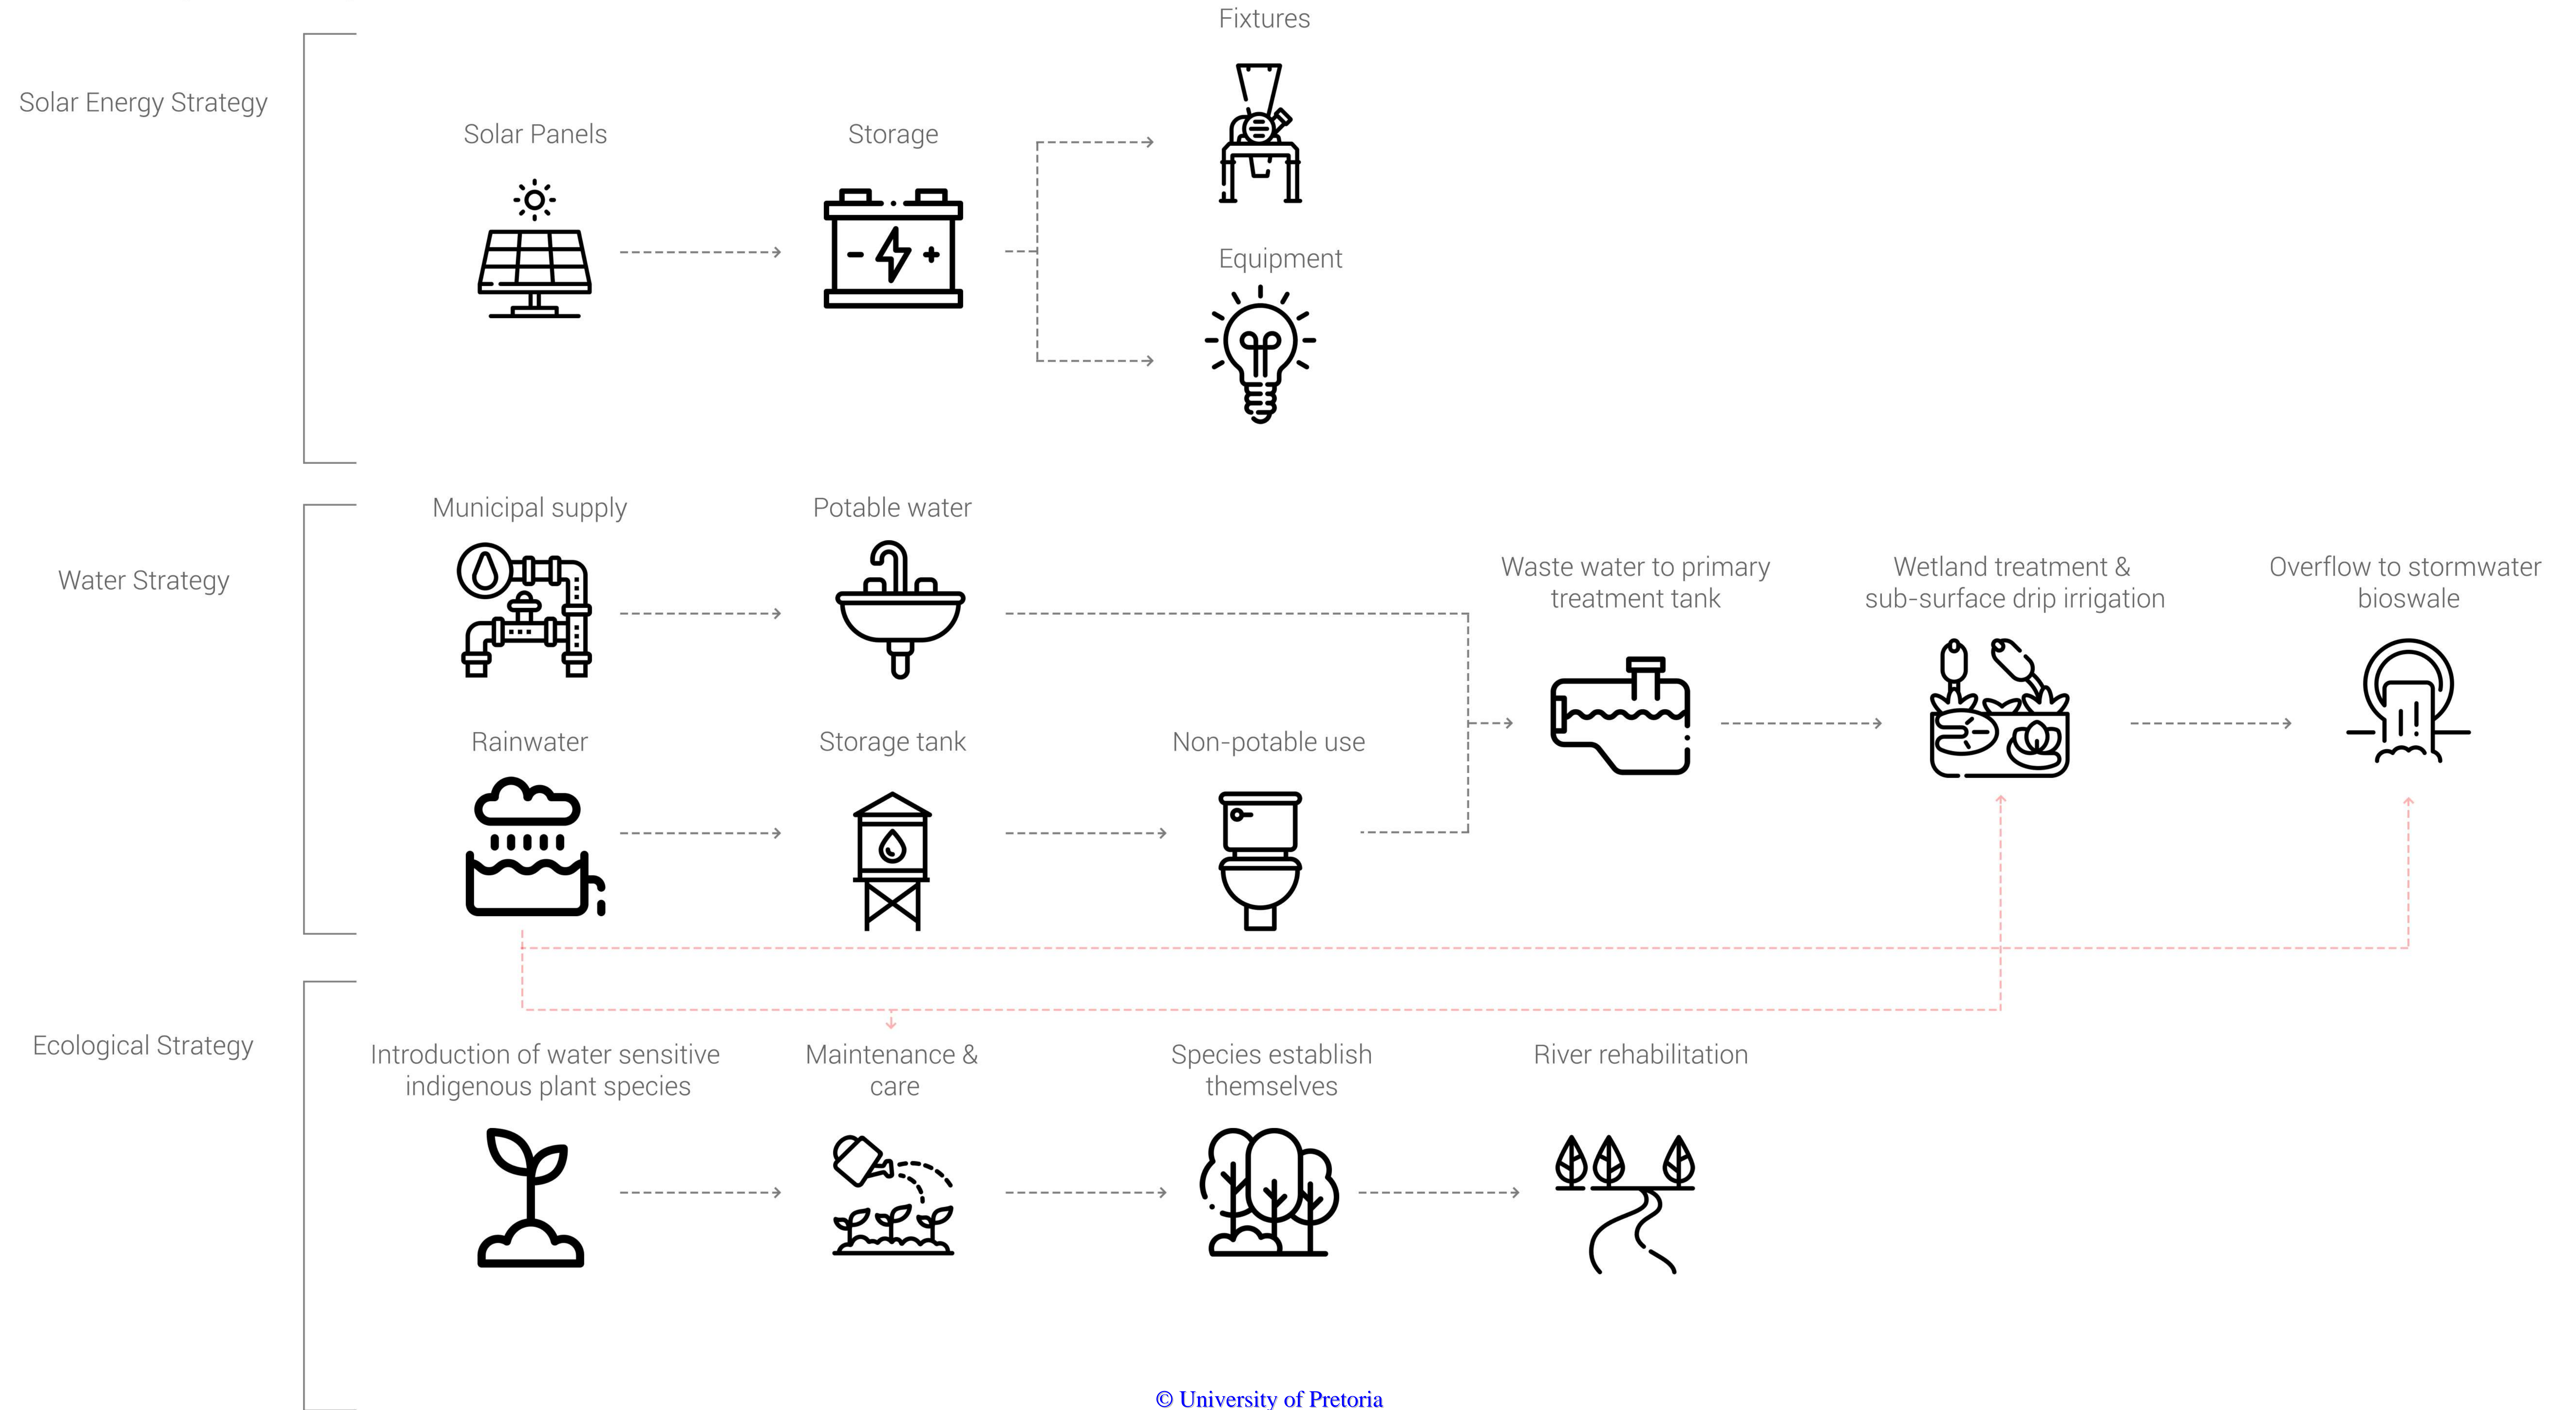 Solar Energy Strategy
Solar Panels
Storage
Fixtures
Equipment
Water Strategy
Municipal supply
Potable water
Rainwater
Storage tank
Non-potable use
Waste water to primary
treatment tank
Wetland treatment &
sub-surface drip irrigation
Overflow to stormwater
bioswale
Ecological Strategy
Introduction of water sensitive
indigenous plant species
Maintenance &
care
Species establish
themselves
River rehabilitation
© University of Pretoria